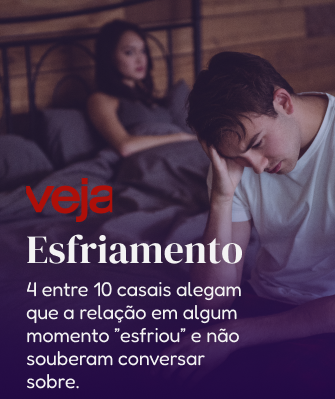 veja
Esfriamento
4 entre 10 casais alegam
que a relação em algum
momento ”esfriou” e não
souberam conversar
sobre.